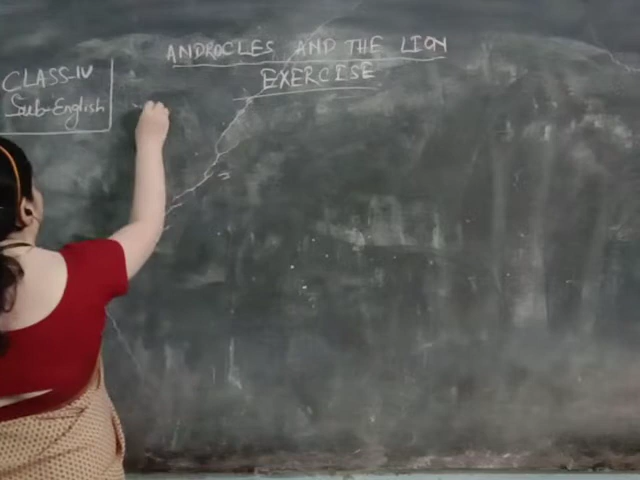 CLASS-IV
Sub-English
ANDROCLES AND THE LION
EXERCISE